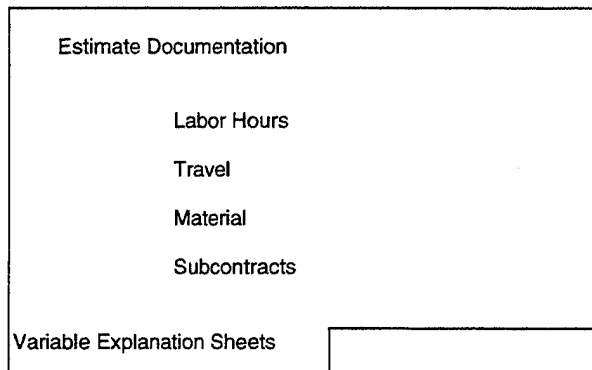 Estimate Documentation
Labor Hours
Travel
Material
Subcontracts
Variable Explanation Sheets